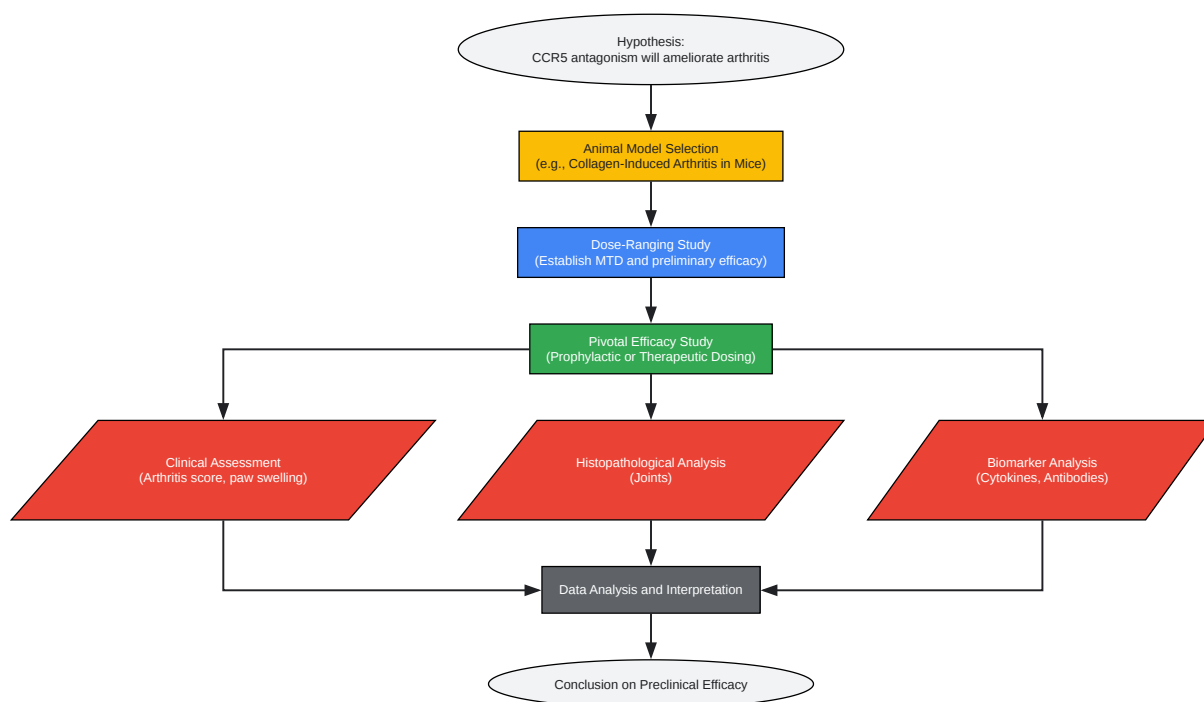 Hypothesis:
CCR5 antagonism will ameliorate arthritis
Animal Model Selection
(e.g., Collagen-Induced Arthritis in Mice)
Dose-Ranging Study
(Establish MTD and preliminary efficacy)
Pivotal Efficacy Study
(Prophylactic or Therapeutic Dosing)
Clinical Assessment
(Arthritis score, paw swelling)
Histopathological Analysis
(Joints)
Biomarker Analysis
(Cytokines, Antibodies)
Data Analysis and Interpretation
Conclusion on Preclinical Efficacy